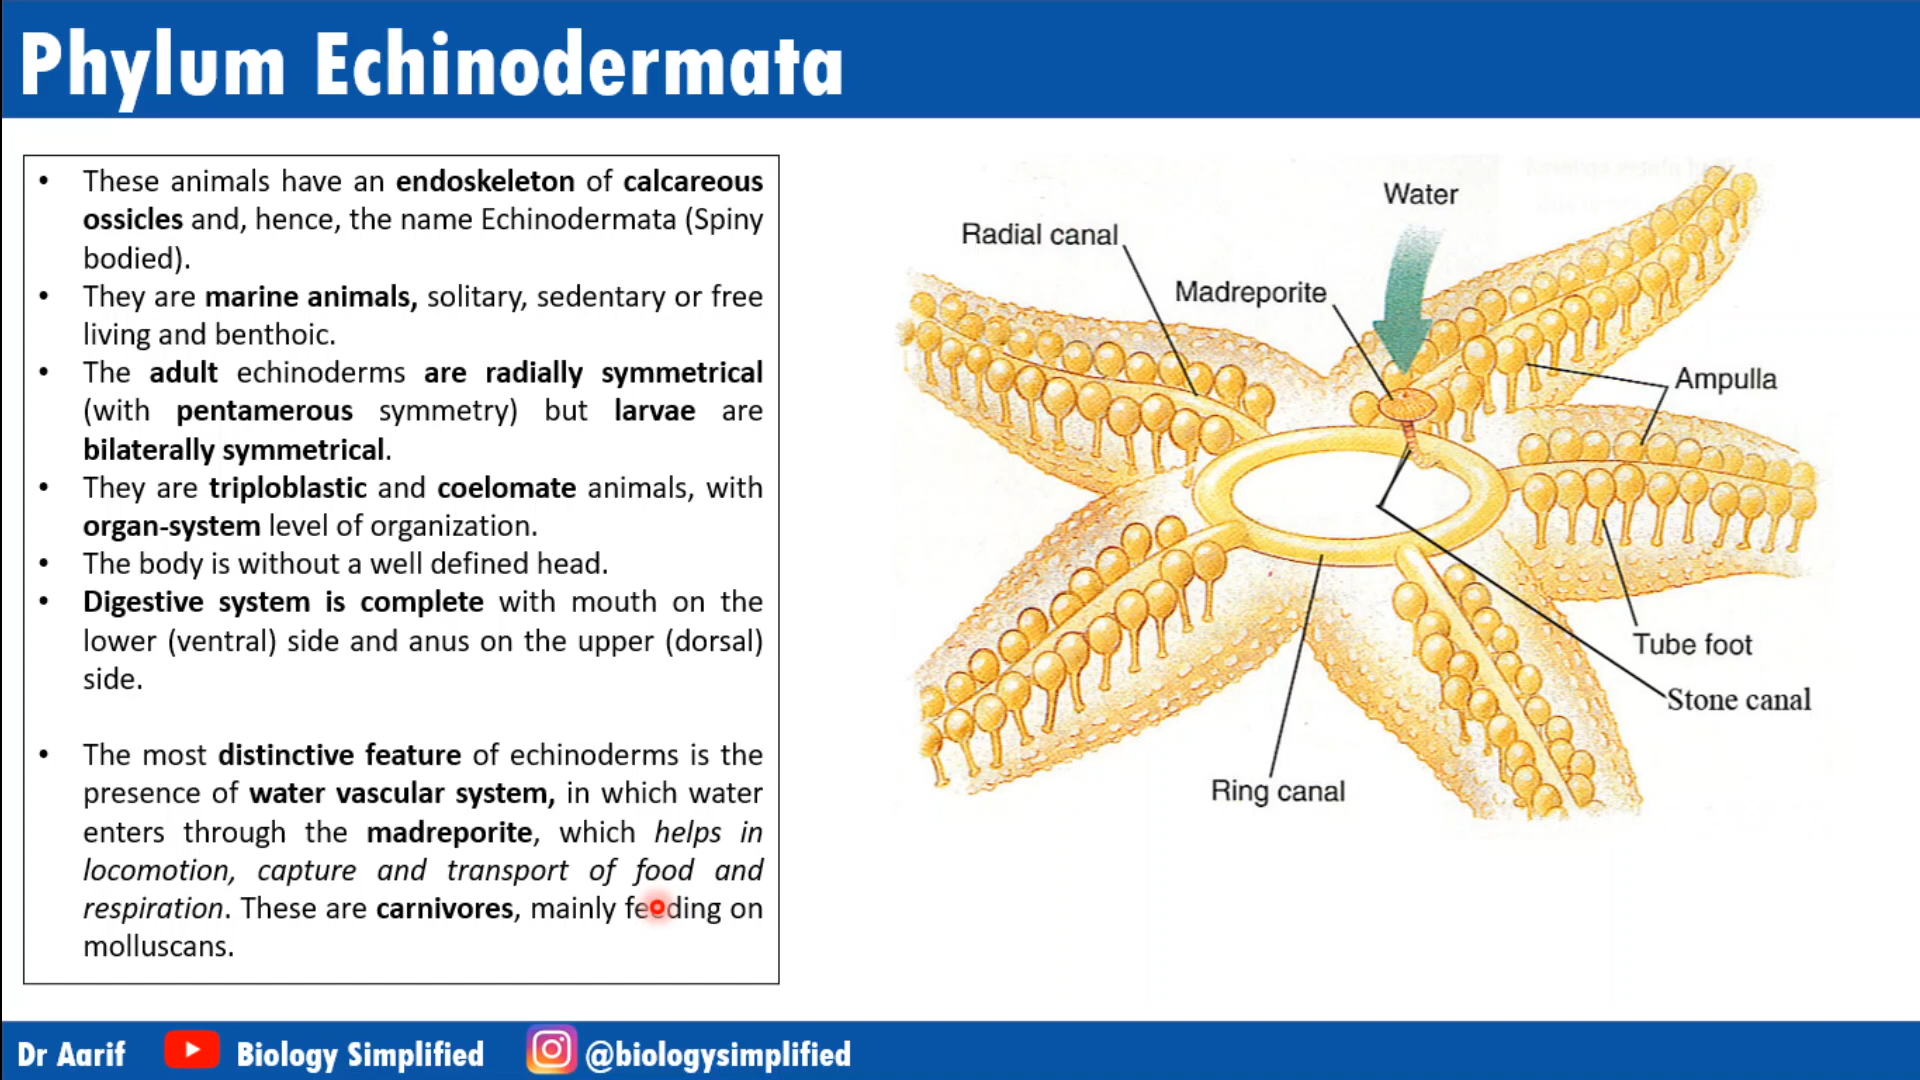 Phylum Echinodermata
• These animals have an endoskeleton of calcareous
ossicles and, hence, the name Echinodermata (Spiny
bodied).
• They are marine animals, solitary, sedentary or free
living and benthoic.
• The adult echinoderms are radially symmetrical
(with pentamerous symmetry) but larvae are
bilaterally symmetrical.
• They are triploblastic and coelomate animals, with
organ-system level of organization.
• The body is without a well defined head.
• Digestive system is complete with mouth on the
lower (ventral) side and anus on the upper (dorsal)
side.
• The most distinctive feature of echinoderms is the
presence of water vascular system, in which water
enters through the madreporite, which helps in
locomotion, capture and transport of food and
respiration. These are carnivores, mainly feeding on
molluscans.
Water
Radial canal
Madreporite
Ampulla
Tube foot
Stone canal
Ring canal
Dr Aarif
Biology Simplified
@biologysimplified